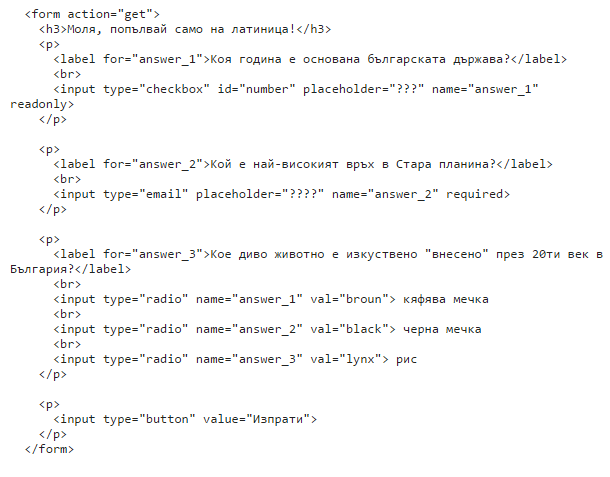 <form action="get">
<h3>Моля, попълвай само на латиница!</h3>
<p>
<label for="answer_1">Коя година е основана българската държава?</label>
<br>
<input type="checkbox" id="number" placeholder="???" name="answer_1"
readonly>
</p>
<p>
<label for="answer_2">Кой е най-високият връх в Стара планина?</label>
<br>
<input type="email" placeholder="????" name="answer_2" required>
</p>
<p>
<label for="answer_3">Кое диво животно е изкуствено "внесено" през 20ти век в
България?</label>
<br>
<input type="radio" name="answer_1" val="broun"> кяфява мечка
<br>
<input type="radio" name="answer_2" val="black"> черна мечка
<br>
<input type="radio" name="answer_3" val="lynx"> рис
</p>
<p>
<input type="button" value="Изпрати">
</p>
</form>